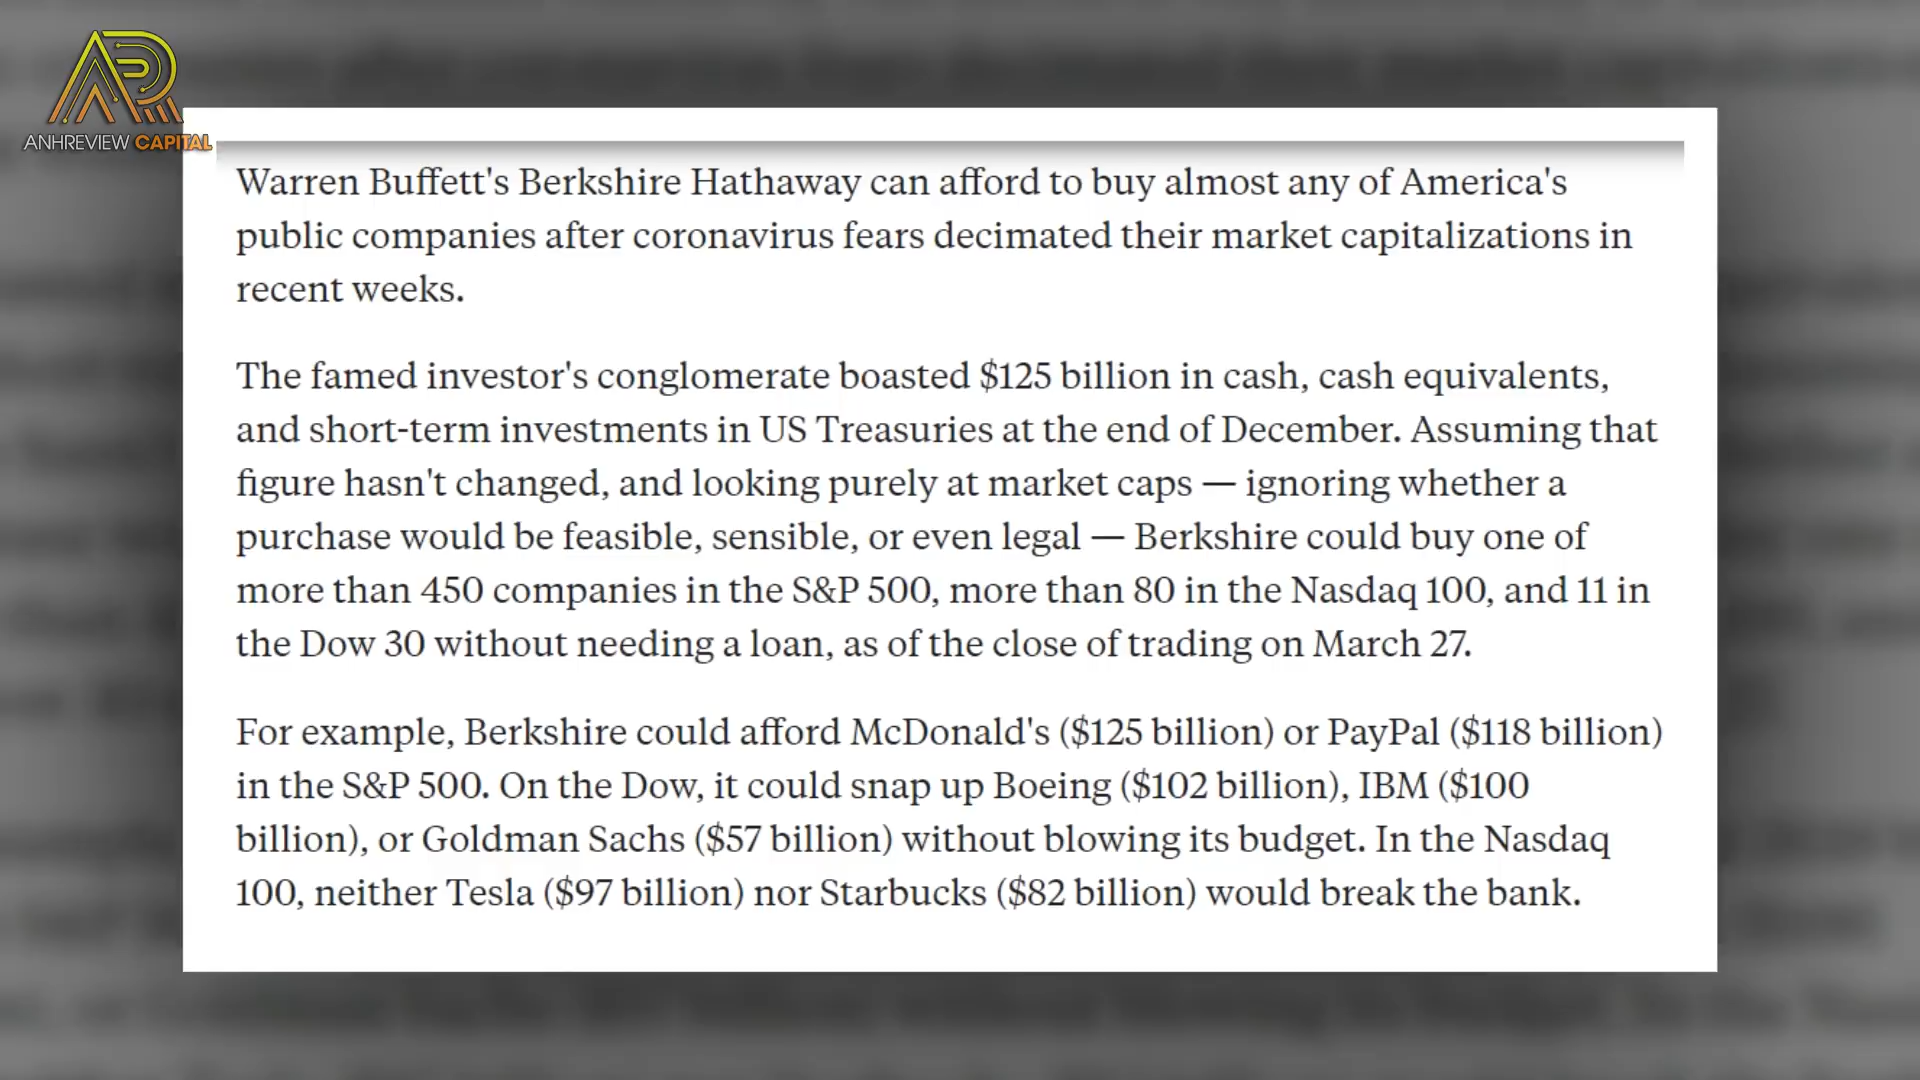 ANHREVIEW CAPITAL
Warren Buffett's Berkshire Hathaway can afford to buy almost any of America's
public companies after coronavirus fears decimated their market capitalizations in
recent weeks.
The famed investor's conglomerate boasted $125 billion in cash, cash equivalents,
and short-term investments in US Treasuries at the end of December. Assuming that
figure hasn't changed, and looking purely at market caps — ignoring whether a
purchase would be feasible, sensible, or even legal — Berkshire could buy one of
more than 450 companies in the S&P 500, more than 80 in the Nasdaq 100, and 11 in
the Dow 30 without needing a loan, as of the close of trading on March 27.
For example, Berkshire could afford McDonald's ($125 billion) or PayPal ($118 billion)
in the S&P 500. On the Dow, it could snap up Boeing ($102 billion), IBM ($100
billion), or Goldman Sachs ($57 billion) without blowing its budget. In the Nasdaq
100, neither Tesla ($97 billion) nor Starbucks ($82 billion) would break the bank.